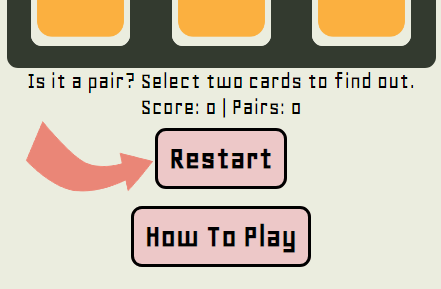 Is it a pair? Select two cards to find out.
Score: 0 | Pairs: 0
Restart
How To Play